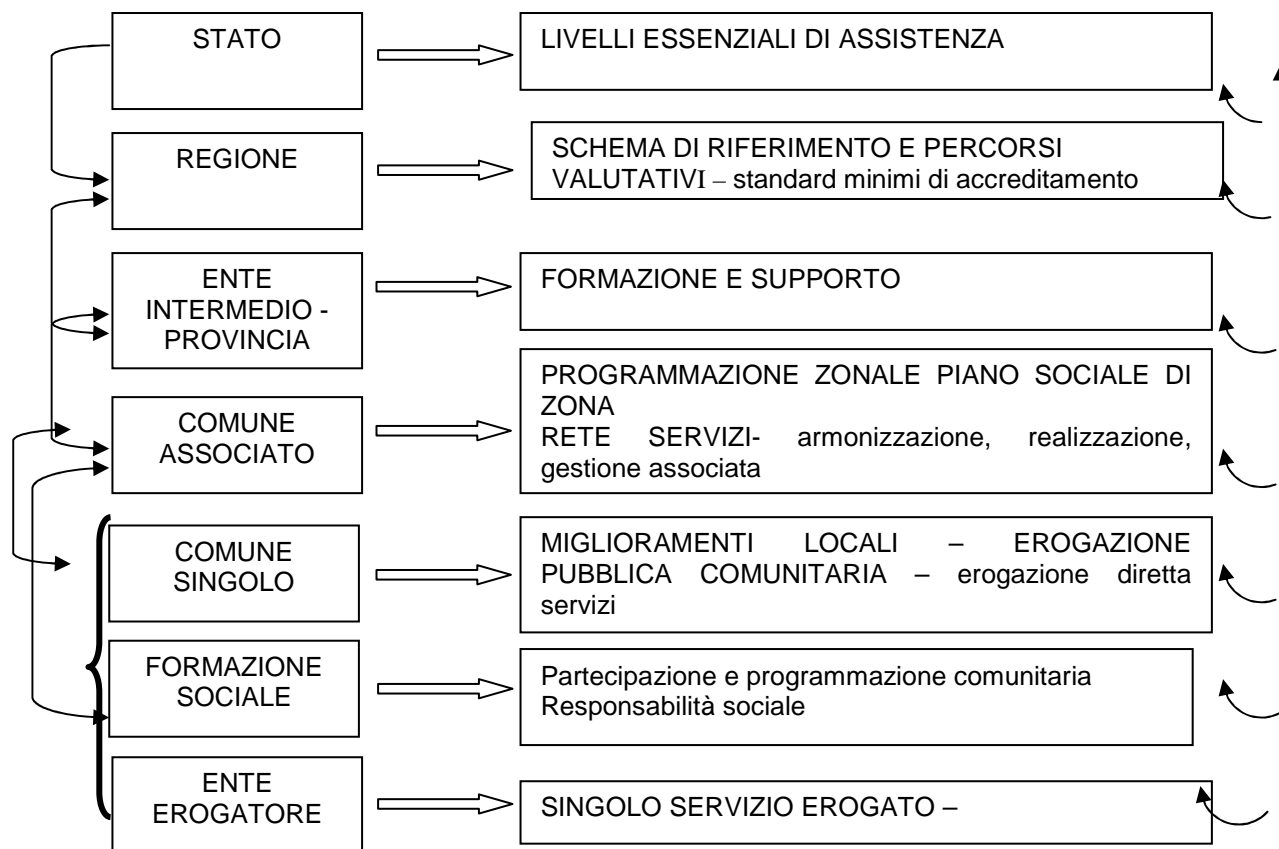 STATO
LIVELLI ESSENZIALI DI ASSISTENZA
REGIONE
SCHEMA DI RIFERIMENTO E PERCORSI
VALUTATIVI – standard minimi di accreditamento
ENTE
INTERMEDIO -
PROVINCIA
FORMAZIONE E SUPPORTO
COMUNE
ASSOCIATO
PROGRAMMAZIONE ZONALE PIANO SOCIALE DI
ZONA
RETE SERVIZI- armonizzazione, realizzazione,
gestione associata
COMUNE
SINGOLO
MIGLIORAMENTI LOCALI – EROGAZIONE
PUBBLICA COMUNITARIA – erogazione diretta
servizi
FORMAZIONE
SOCIALE
Partecipazione e programmazione comunitaria
Responsabilità sociale
ENTE
EROGATORE
SINGOLO SERVIZIO EROGATO –